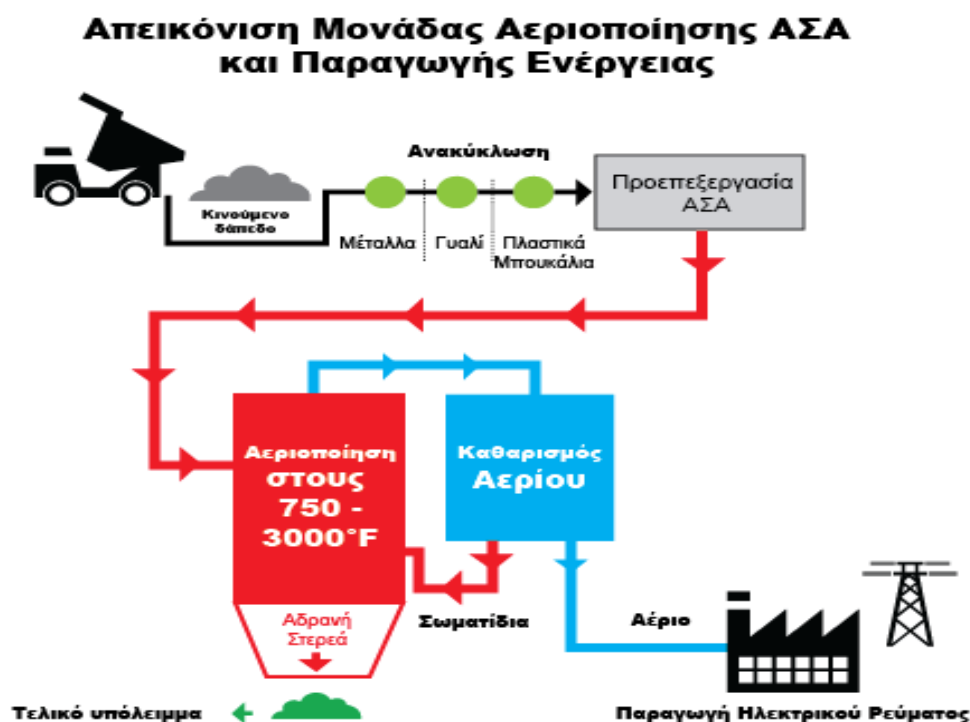 Απεικόνιση Μονάδας Αεριοποίησης ΑΣΑ
και Παραγωγής Ενέργειας
Ανακύκλωση
Κινούμενο
δάπεδο
Μέταλλα
Γυαλί
Πλαστικά
Μπουκάλια
Προεπεξεργασία
ΑΣΑ
Αεριοποίηση
στους
750 -
3000°F
Καθαρισμός
Αερίου
Αδρανή
Στερεά
Σωματίδια
Αέριο
Τελικό υπόλειμμα
Παραγωγή Ηλεκτρικού Ρεύματος